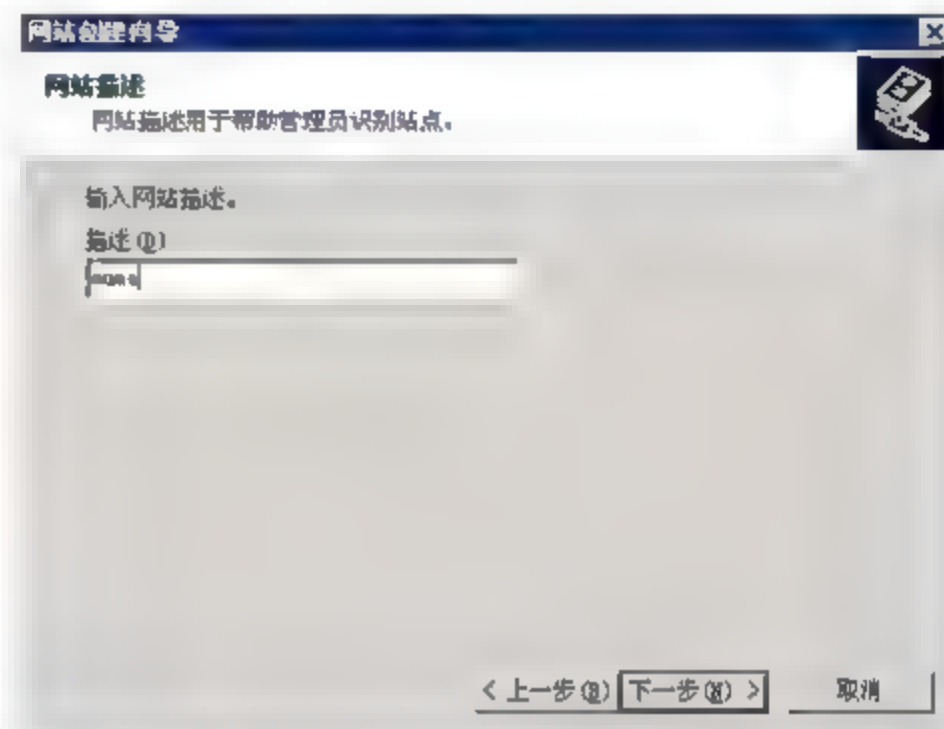 网站创建向导
网站描述
网站描述用于帮助管理员识别站点。
输入网站描述。
描述(D)
< 上一步(B) 下一步(N) > 取消